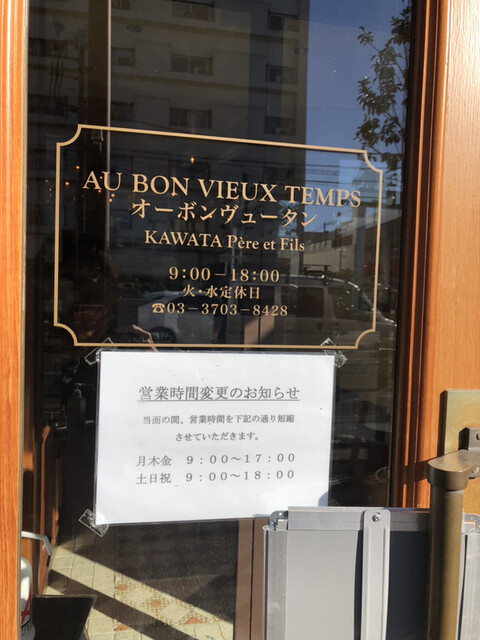 AU BON VIEUX TEMPS
オーボンヴュータン
KAWATA Père et Fils
9:00－18:00
火・水定休日
☎03－3703－8428
営業時間変更のお知らせ
当面の間、営業時間を下記の通り短縮
させていただきます。
月木金 9：00～17：00
土日祝 9：00～18：00